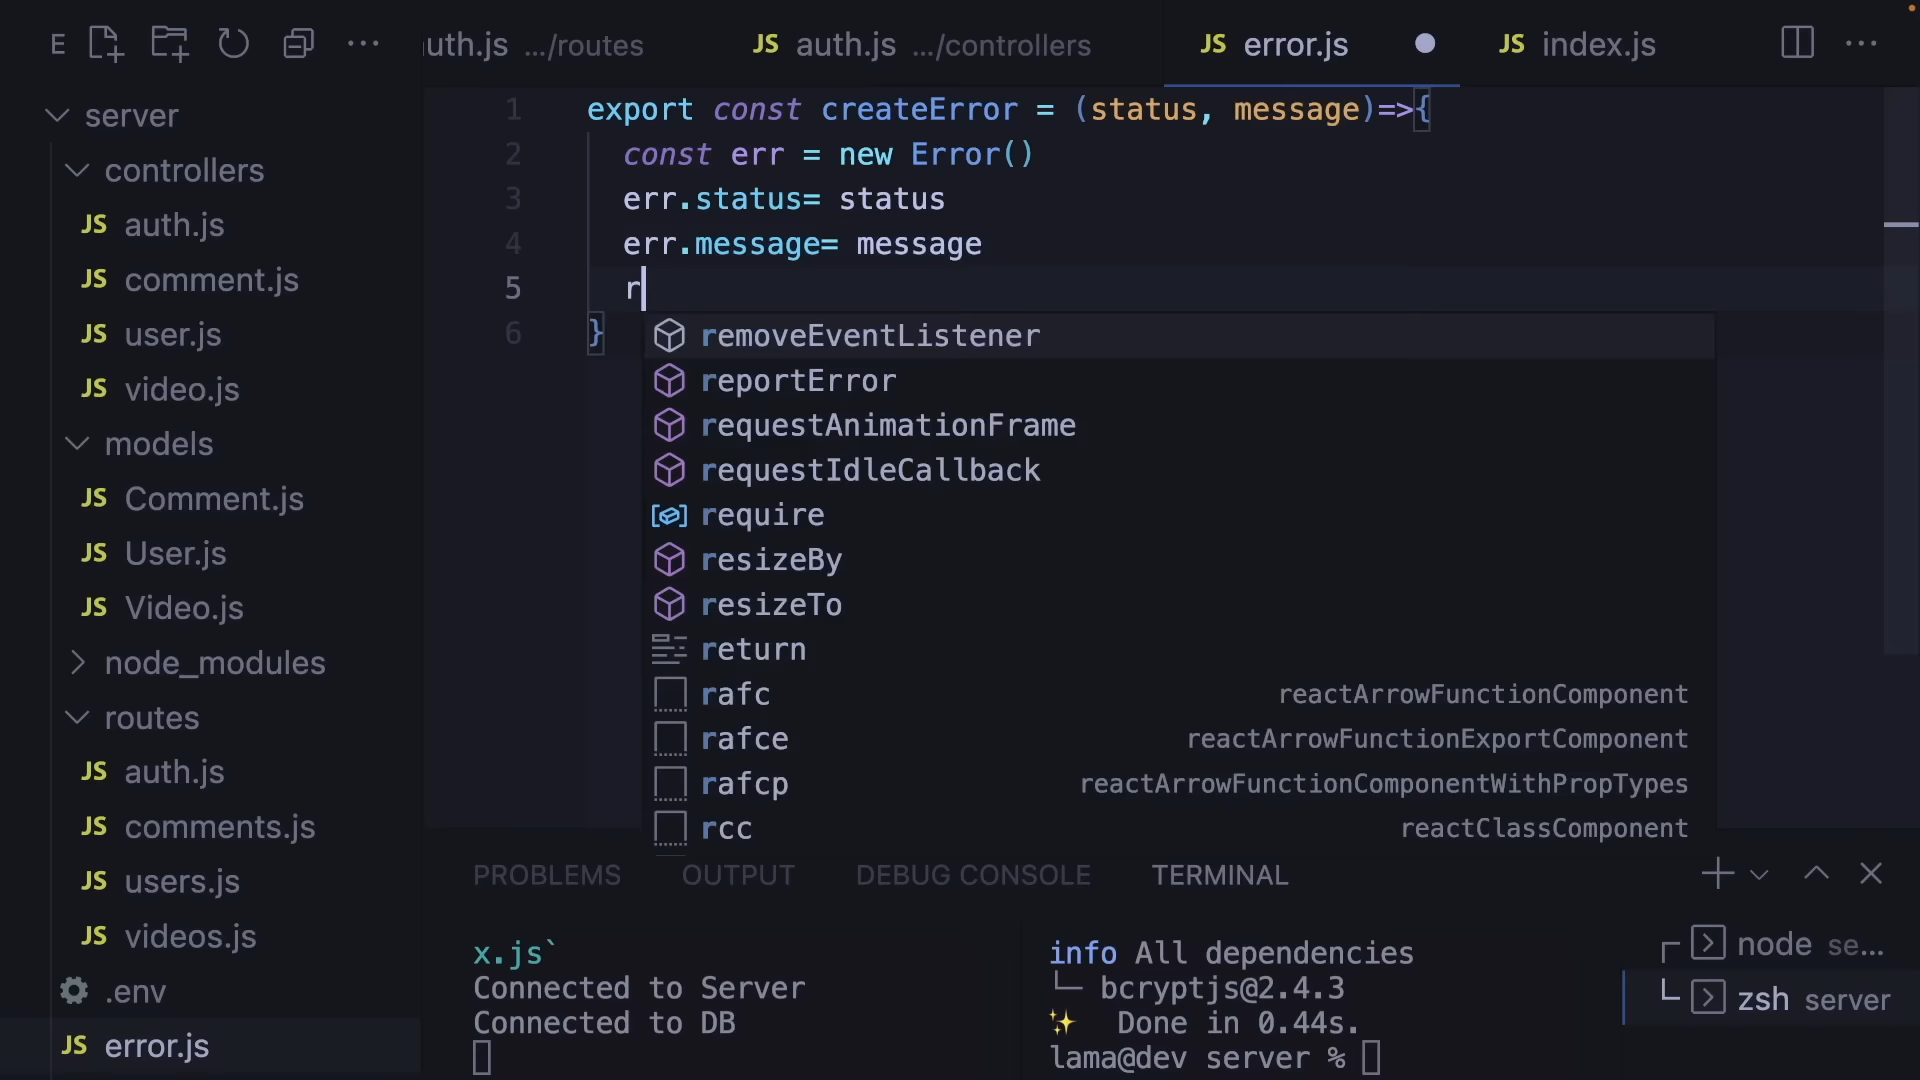 E
server
controllers
JS auth.js
JS comment.js
JS user.js
JS video.js
models
JS Comment.js
JS User.js
JS Video.js
node_modules
routes
JS auth.js
JS comments.js
JS users.js
JS videos.js
.env
JS error.js
uth.js .../routes
JS auth.js .../controllers
JS error.js
JS index.js
1 export const createError = (status, message)=>{
2 const err = new Error()
3 err.status= status
4 err.message= message
5 r
6 }
removeEventListener
reportError
requestAnimationFrame
requestIdleCallback
require
resizeBy
resizeTo
return
rafc reactArrowFunctionComponent
rafce reactArrowFunctionExportComponent
rafcp reactArrowFunctionComponentWithPropTypes
rcc reactClassComponent
PROBLEMS OUTPUT DEBUG CONSOLE TERMINAL
x.js`
Connected to Server
Connected to DB
info All dependencies
└─ bcryptjs@2.4.3
✨ Done in 0.44s.
lama@dev server %
node se...
zsh server